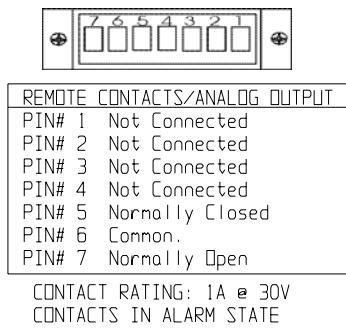 7 6 5 4 3 2 1
REMOTE CONTACTS/ANALOG OUTPUT
PIN# 1 Not Connected
PIN# 2 Not Connected
PIN# 3 Not Connected
PIN# 4 Not Connected
PIN# 5 Normally Closed
PIN# 6 Common.
PIN# 7 Normally Open
CONTACT RATING: 1A @ 30V
CONTACTS IN ALARM STATE